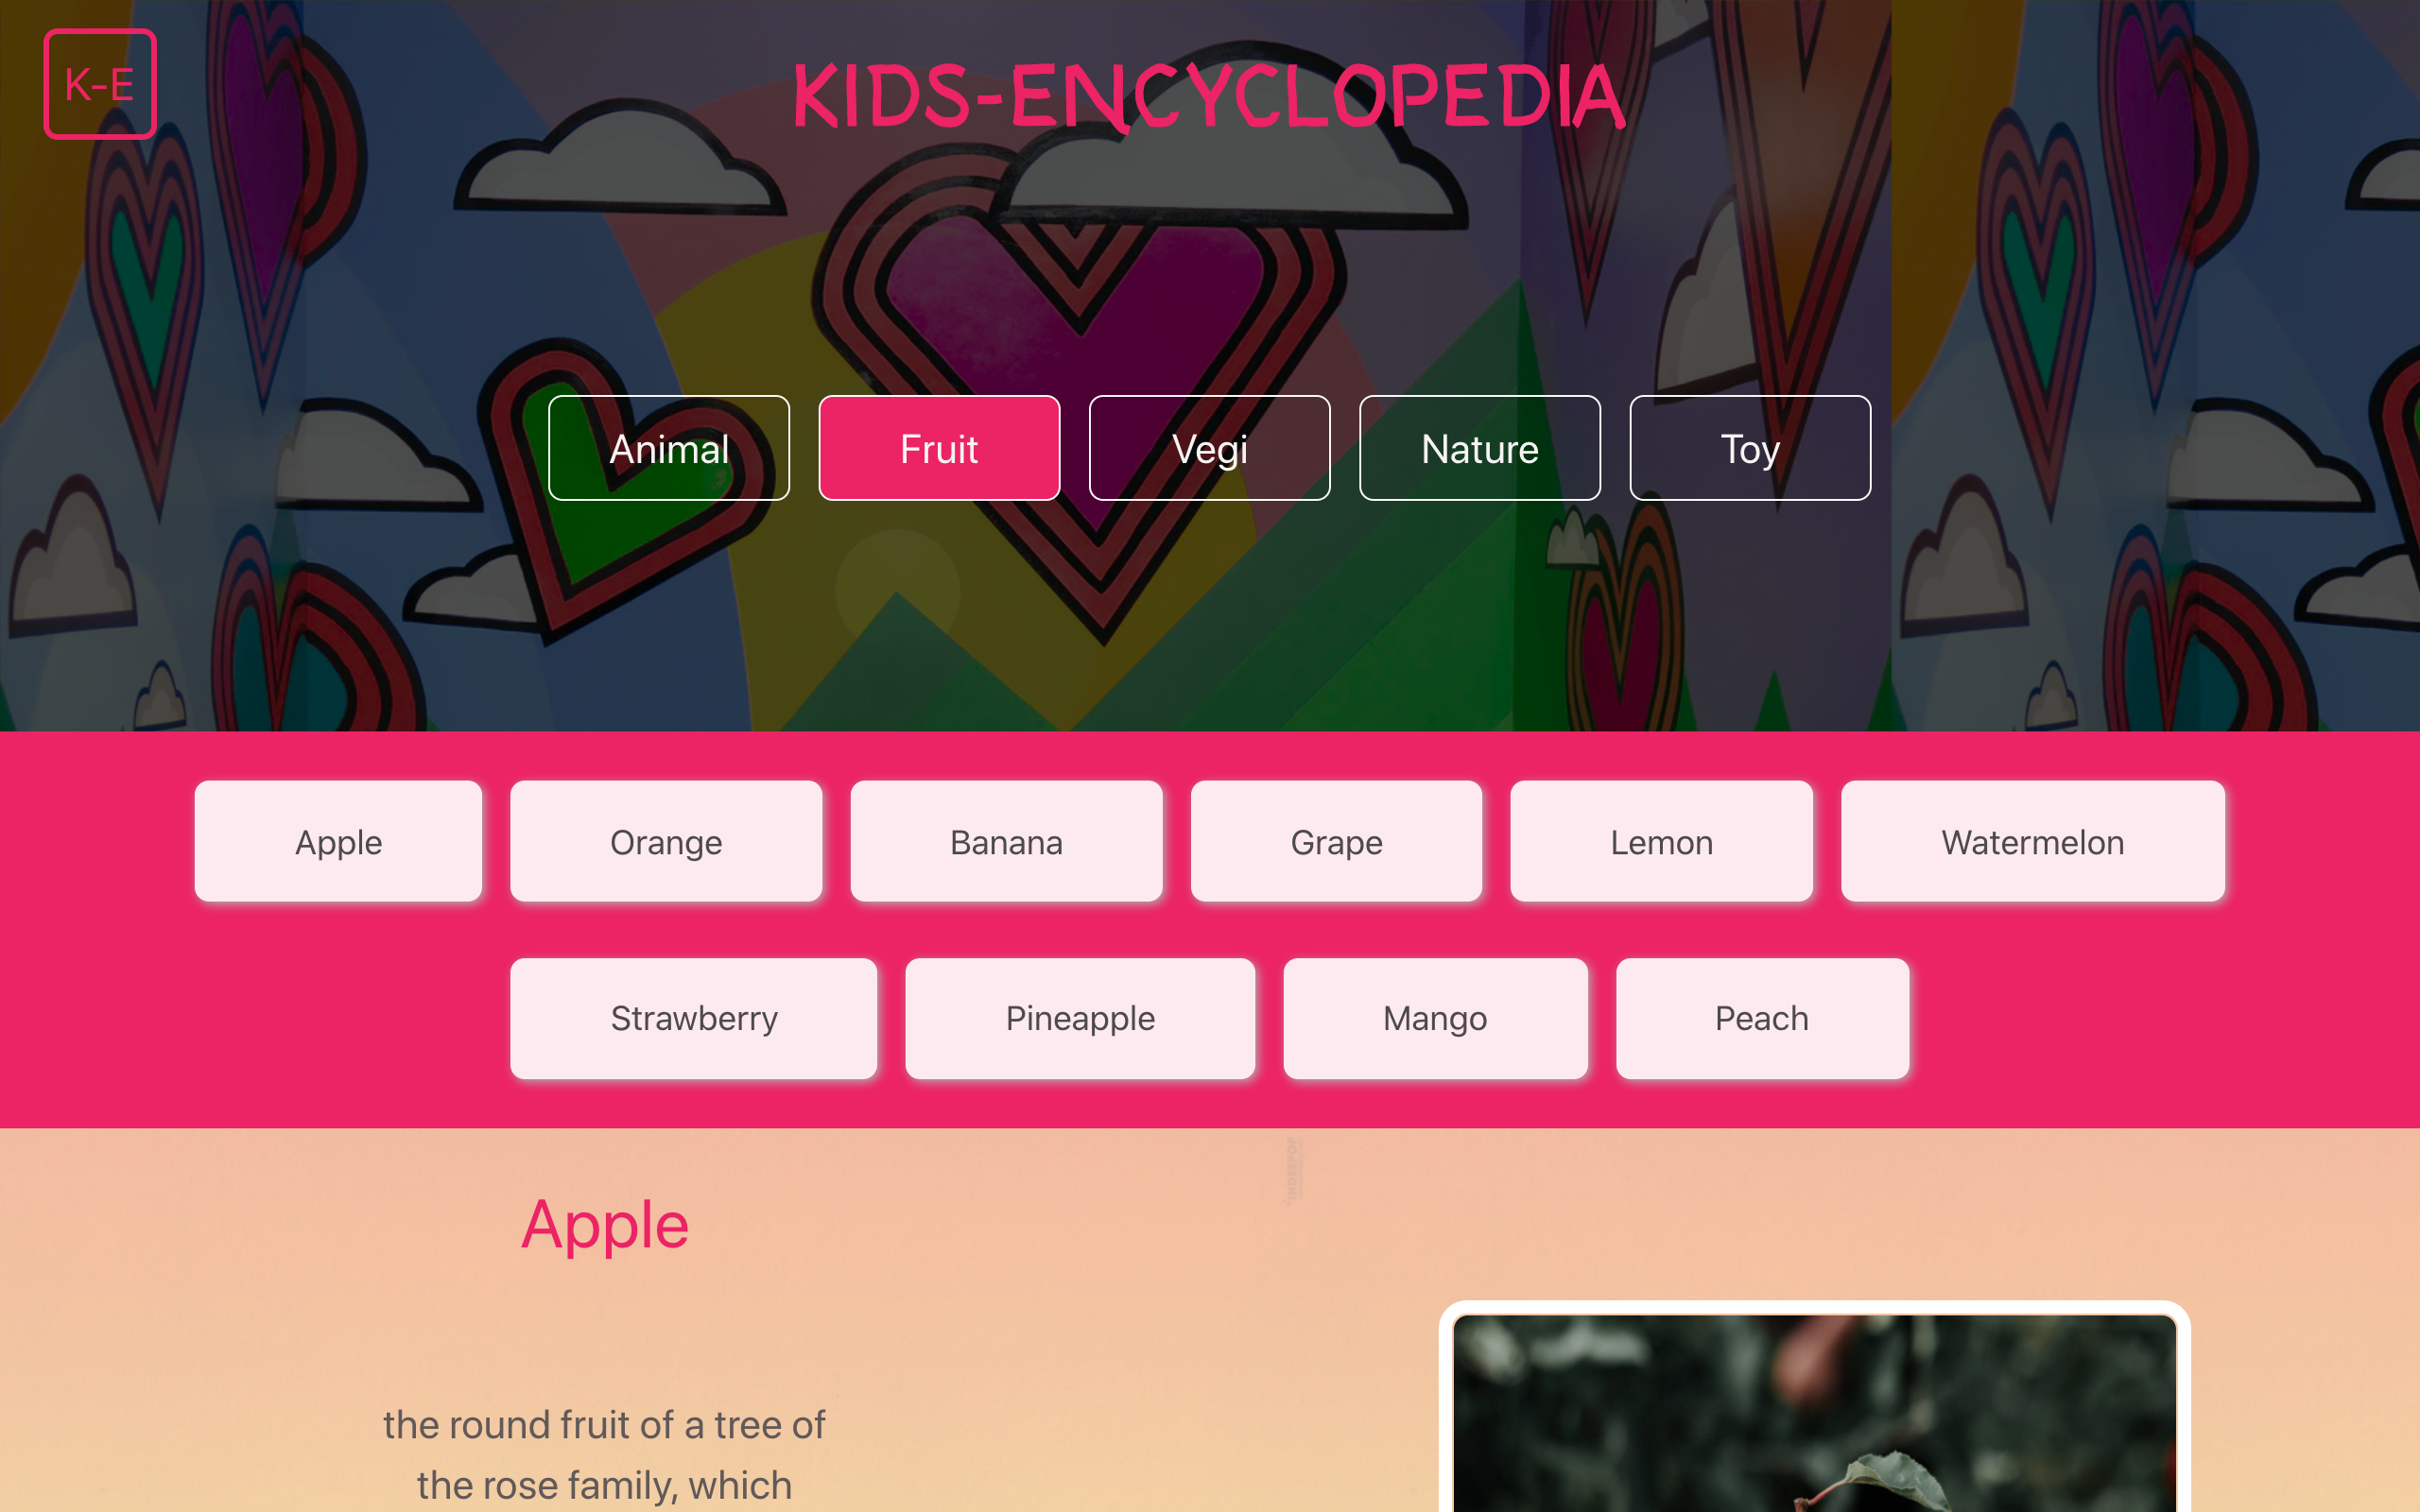 K-E
KIDS-ENCYCLOPEDIA
Animal Fruit Vegi Nature Toy
Apple Orange Banana Grape Lemon Watermelon
Strawberry Pineapple Mango Peach
Apple
the round fruit of a tree of
the rose family, which